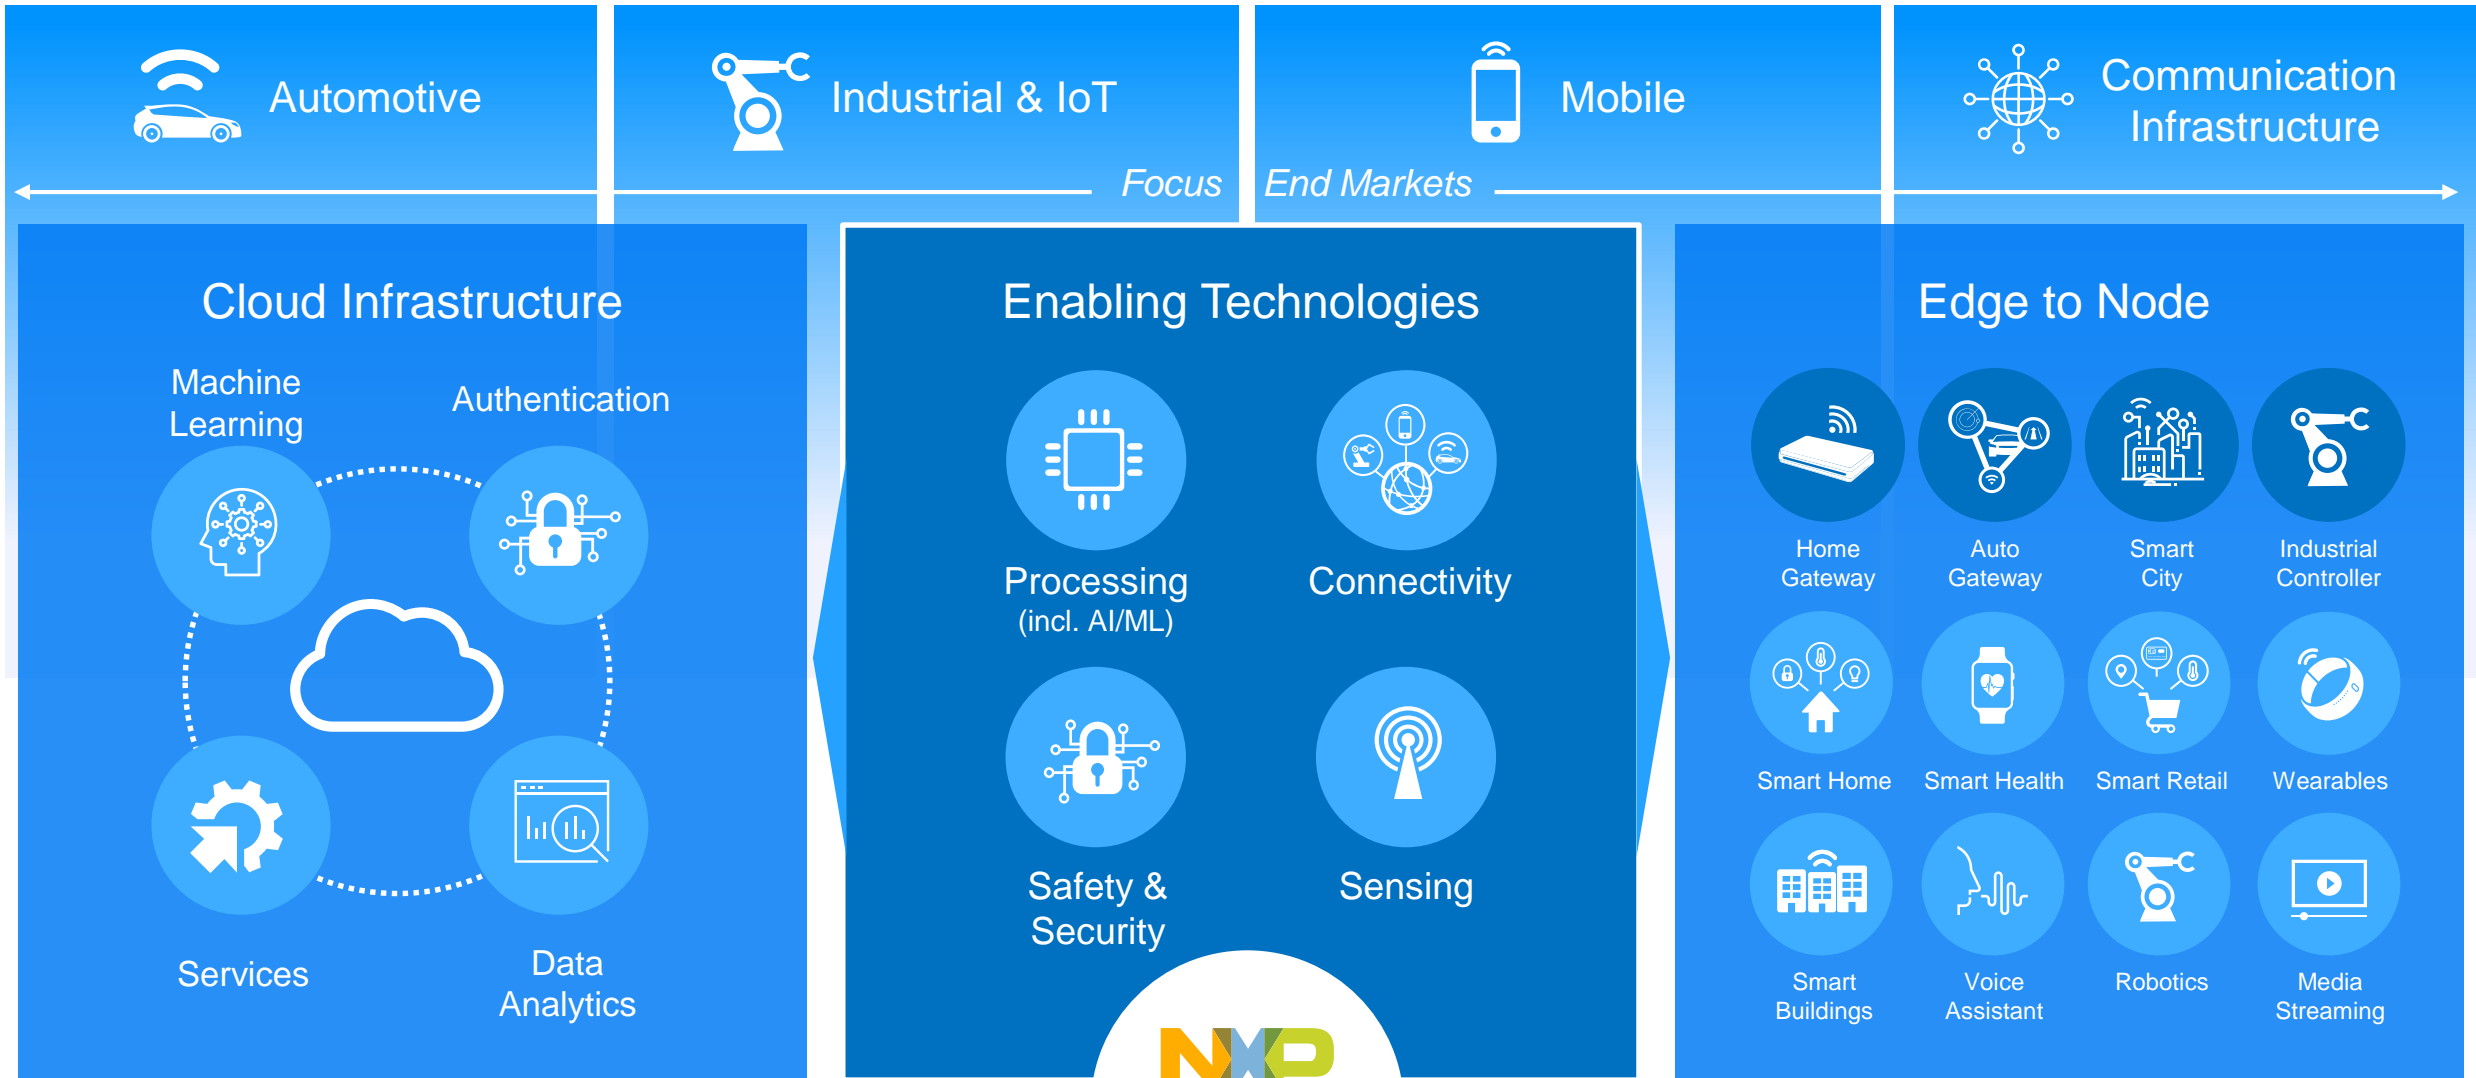 Automotive
Industrial & IoT
Mobile
Communication
Infrastructure
Focus End Markets
Cloud Infrastructure
Machine
Learning
Authentication
Services
Data
Analytics
Enabling Technologies
Processing
(incl. AI/ML)
Connectivity
Safety &
Security
Sensing
NXP
Edge to Node
Home
Gateway
Auto
Gateway
Smart
City
Industrial
Controller
Smart Home
Smart Health
Smart Retail
Wearables
Smart
Buildings
Voice
Assistant
Robotics
Media
Streaming